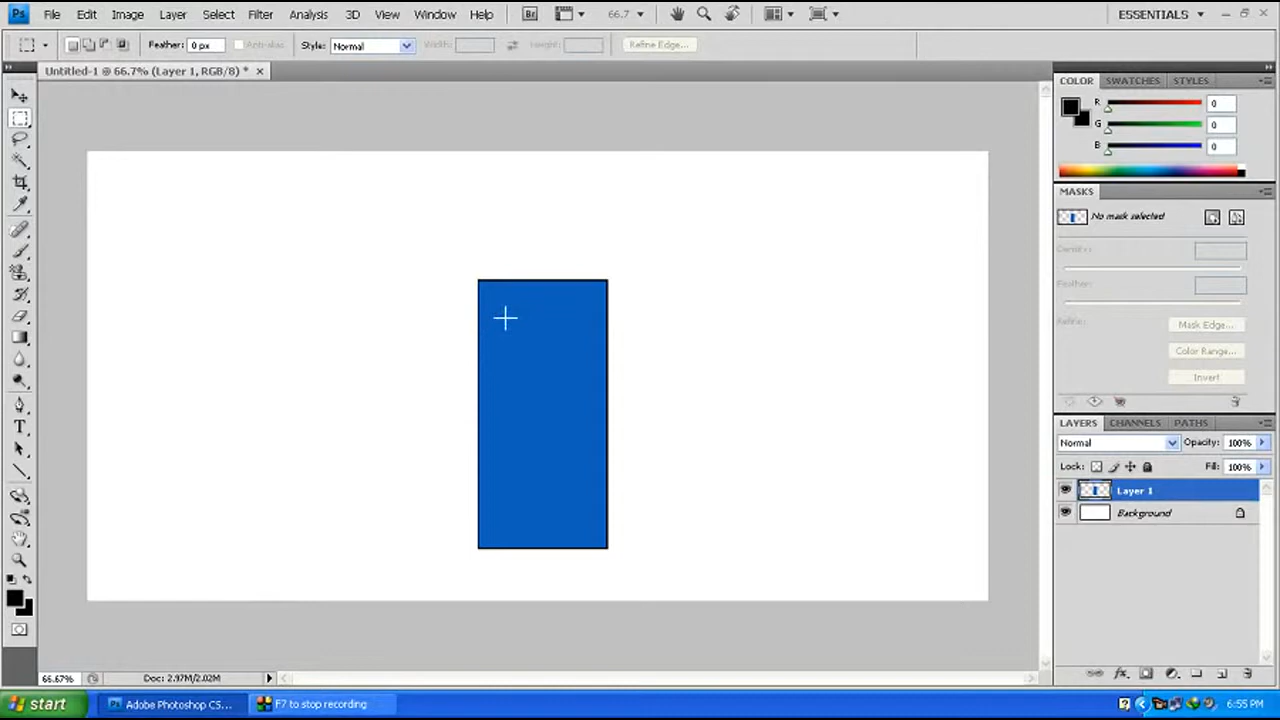 Ps File Edit Image Layer Select Filter Analysis 3D View Window Help Br 66.7 ESSENTIALS
Feather: 0 px Anti-alias Style: Normal Width: Height: Refine Edge...
Untitled-1 @ 66.7% (Layer 1, RGB/8) * x
COLOR SWATCHES STYLES
R 0
G 0
B 0
MASKS
No mask selected
Density:
Feather:
Refine: Mask Edge...
Color Range...
Invert
LAYERS CHANNELS PATHS
Normal Opacity: 100%
Lock: Fill: 100%
Layer 1
Background
T
66.67% Doc: 2.97M/2.02M
start Ps Adobe Photoshop CS... F7 to stop recording ? 6:55 PM